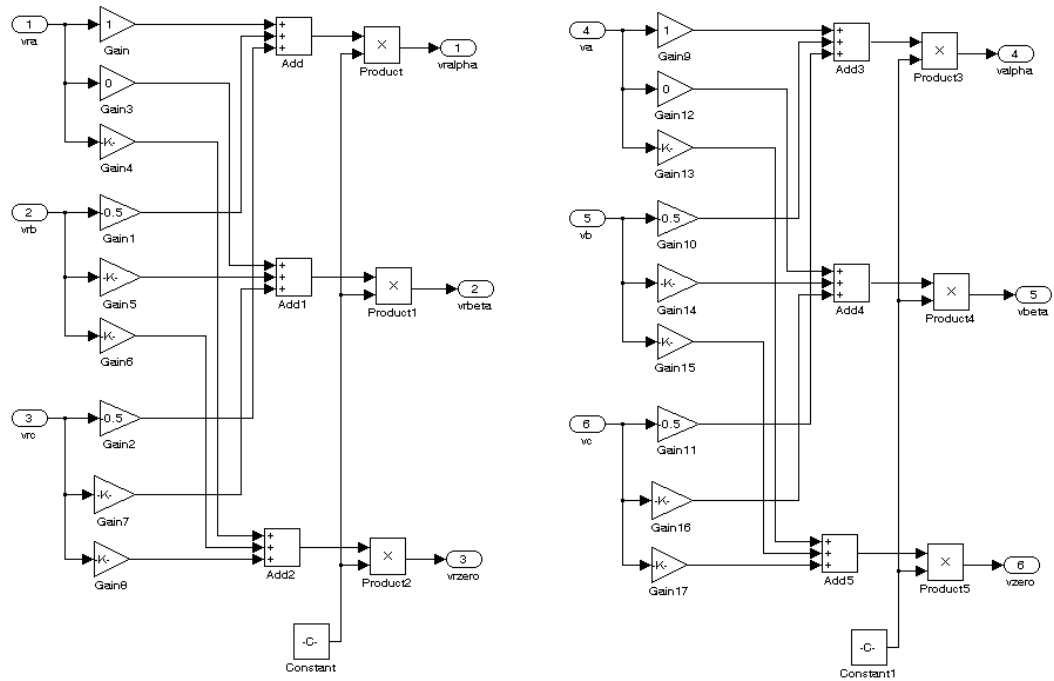 1
vra
1
Gain
+
+
+
Add
×
Product
1
vralpha
0
Gain3
-K-
Gain4
2
vrb
-0.5
Gain1
-K-
Gain5
+
+
+
Add1
×
Product1
2
vrbeta
-K-
Gain6
3
vrc
-0.5
Gain2
-K-
Gain7
-K-
Gain8
+
+
+
Add2
×
Product2
3
vrzero
-C-
Constant
4
va
1
Gain9
+
+
+
Add3
×
Product3
4
valpha
0
Gain12
-K-
Gain13
5
vb
-0.5
Gain10
-K-
Gain14
+
+
+
Add4
×
Product4
5
vbeta
-K-
Gain15
6
vc
-0.5
Gain11
-K-
Gain16
-K-
Gain17
+
+
+
Add5
×
Product5
6
vzero
-C-
Constant1